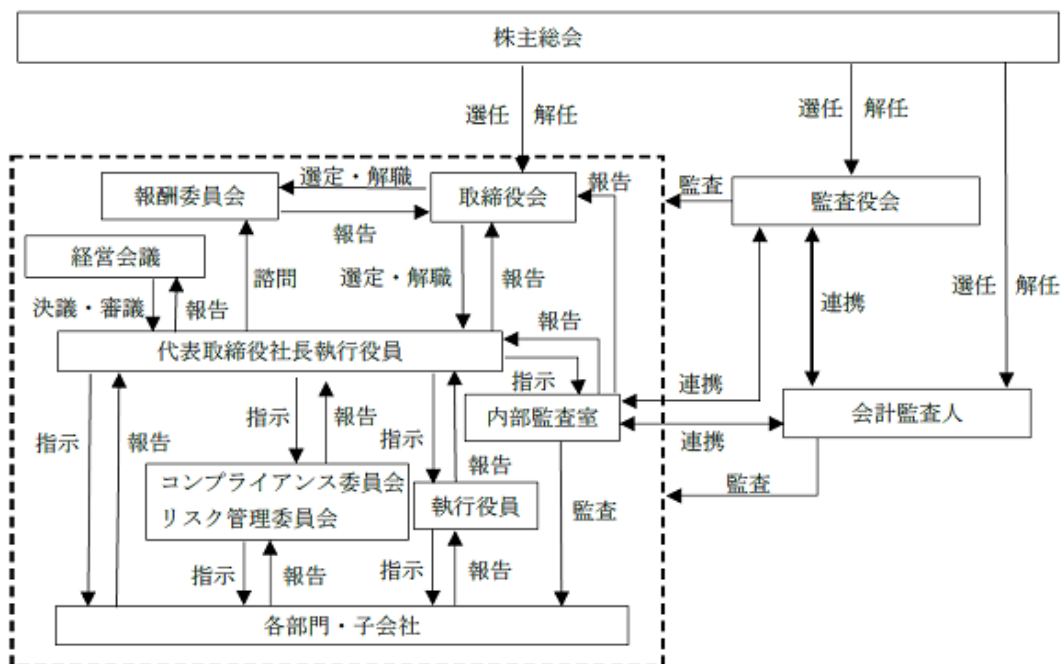 株主総会
選任 解任
選任 解任
選任 解任
報酬委員会
選定・解職
取締役会
報告
監査
監査役会
報告
経営会議
諮問
選定・解職
報告
決議・審議
報告
報告
連携
代表取締役社長執行役員
指示
連携
内部監査室
会計監査人
連携
指示
報告
指示
報告
指示
報告
コンプライアンス委員会
リスク管理委員会
執行役員
監査
監査
指示
報告
指示
報告
各部門・子会社